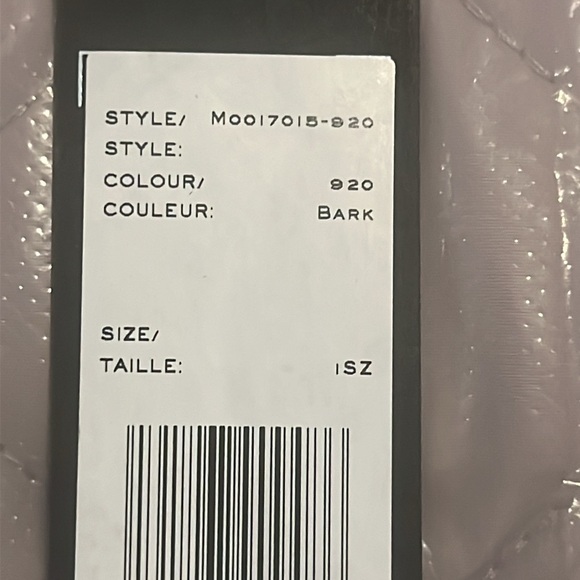 STYLE/ M0017015-920
STYLE:
COLOUR/ 920
COULEUR: BARK
SIZE/
TAILLE: 1SZ